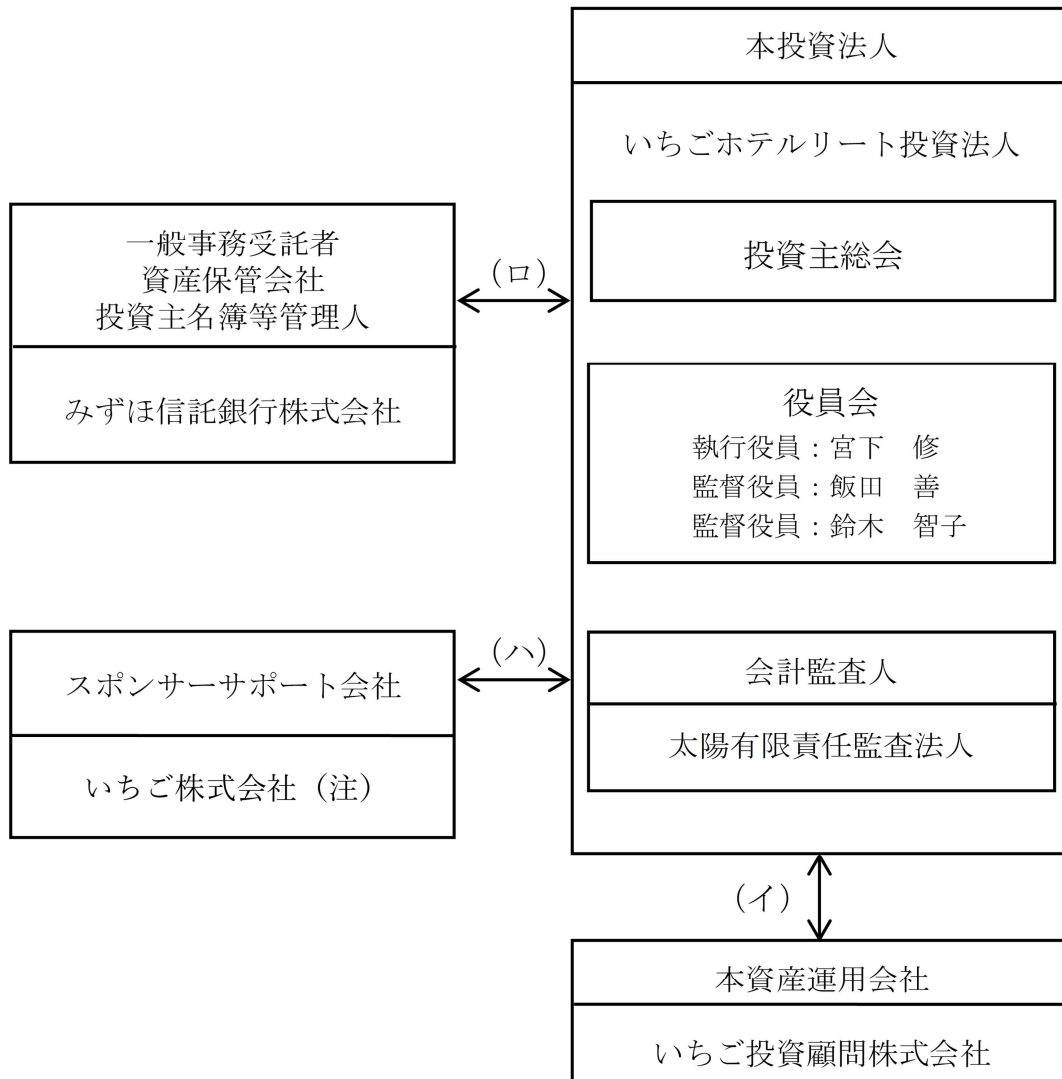 本投資法人
いちごホテルリート投資法人
投資主総会
一般事務受託者
資産保管会社
投資主名簿等管理人
みずほ信託銀行株式会社
(ロ)
役員会
執行役員：宮下　修
監督役員：飯田　善
監督役員：鈴木　智子
スポンサーサポート会社
いちご株式会社（注）
(ハ)
会計監査人
太陽有限責任監査法人
(イ)
本資産運用会社
いちご投資顧問株式会社